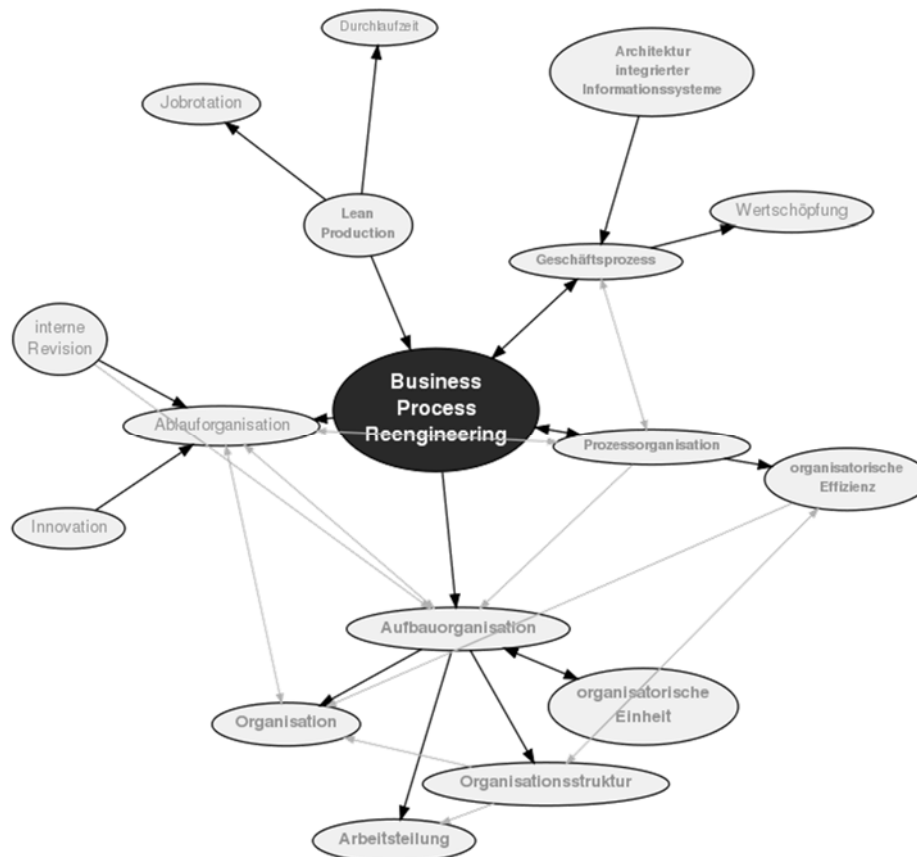 Durchlaufzeit
Architektur
integrierter
Informationssysteme
Jobrotation
Lean
Production
Wertschöpfung
Geschäftsprozess
interne
Revision
Business
Process
Reengineering
Ablauforganisation
Prozessorganisation
organisatorische
Effizienz
Innovation
Aufbauorganisation
organisatorische
Einheit
Organisation
Organisationsstruktur
Arbeitsteilung